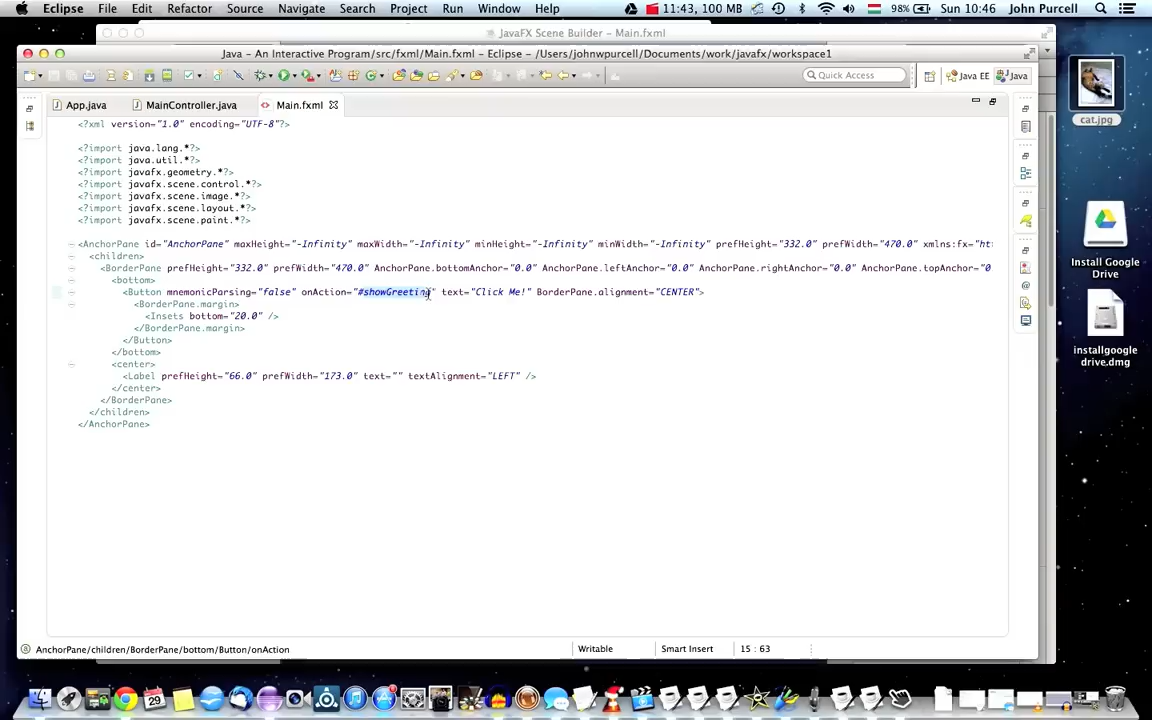 Eclipse File Edit Refactor Source Navigate Search Project Run Window Help 11:43, 100 MB 98% Sun 10:46 John Purcell
JavaFX Scene Builder - Main.fxml
Java - An Interactive Program/src/fxml/Main.fxml - Eclipse - /Users/johnwpurcell/Documents/work/javafx/workspace1
Quick Access Java EE Java
App.java MainController.java Main.fxml
<?xml version="1.0" encoding="UTF-8"?>
<?import java.lang.*?>
<?import java.util.*?>
<?import javafx.geometry.*?>
<?import javafx.scene.control.*?>
<?import javafx.scene.image.*?>
<?import javafx.scene.layout.*?>
<?import javafx.scene.paint.*?>
<AnchorPane id="AnchorPane" maxHeight="-Infinity" maxWidth="-Infinity" minHeight="-Infinity" minWidth="-Infinity" prefHeight="332.0" prefWidth="470.0" xmlns:fx="htt
<children>
<BorderPane prefHeight="332.0" prefWidth="470.0" AnchorPane.bottomAnchor="0.0" AnchorPane.leftAnchor="0.0" AnchorPane.rightAnchor="0.0" AnchorPane.topAnchor="0
<bottom>
<Button mnemonicParsing="false" onAction="#showGreeting" text="Click Me!" BorderPane.alignment="CENTER">
<BorderPane.margin>
<Insets bottom="20.0" />
</BorderPane.margin>
</Button>
</bottom>
<center>
<Label prefHeight="66.0" prefWidth="173.0" text="" textAlignment="LEFT" />
</center>
</BorderPane>
</children>
</AnchorPane>
AnchorPane/children/BorderPane/bottom/Button/onAction Writable Smart Insert 15 : 63
cat.jpg
Install Google
Drive
installgoogle
drive.dmg
29